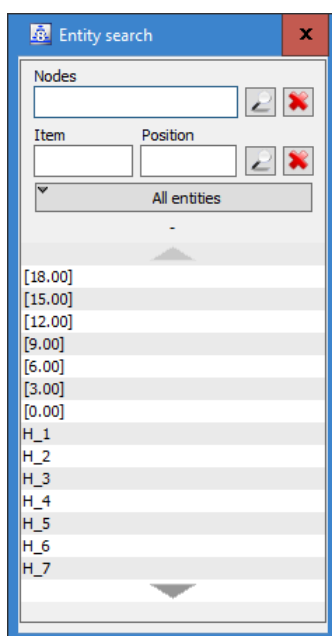 Entity search
x
Nodes
Item Position
All entities
-
[18.00]
[15.00]
[12.00]
[9.00]
[6.00]
[3.00]
[0.00]
H_1
H_2
H_3
H_4
H_5
H_6
H_7